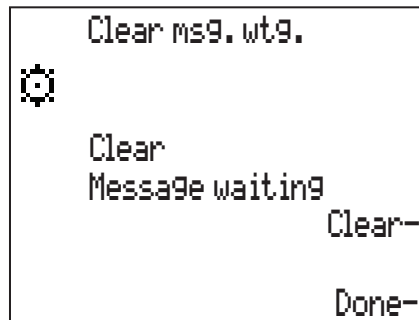 Clear msg. wtg.
Clear
Message waiting
Clear-
Done-